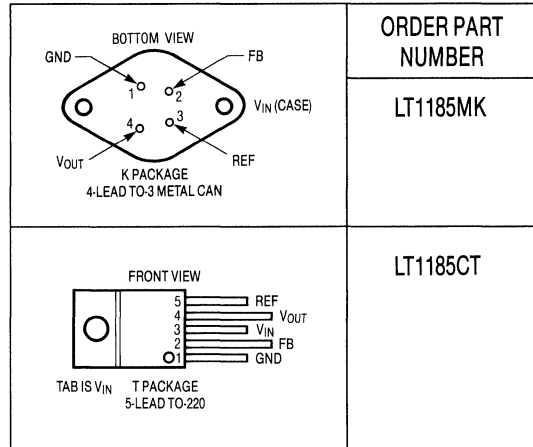 BOTTOM VIEW
GND
FB
1
2
VIN (CASE)
4
3
VOUT
REF
K PACKAGE
4-LEAD TO-3 METAL CAN
ORDER PART
NUMBER
LT1185MK
FRONT VIEW
5 REF
4 VOUT
3 VIN
2 FB
1 GND
TAB IS VIN
T PACKAGE
5-LEAD TO-220
LT1185CT